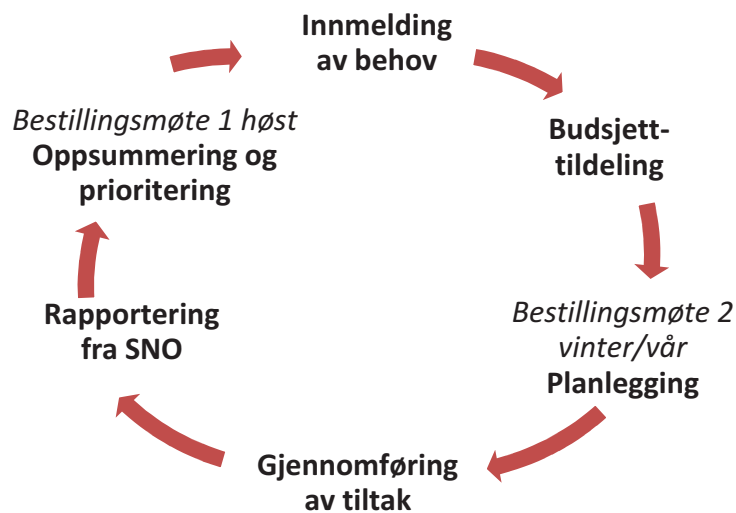 Innmelding
av behov
Budsjett-
tildeling
Bestillingsmøte 2
vinter/vår
Planlegging
Gjennomføring
av tiltak
Rapportering
fra SNO
Bestillingsmøte 1 høst
Oppsummering og
prioritering